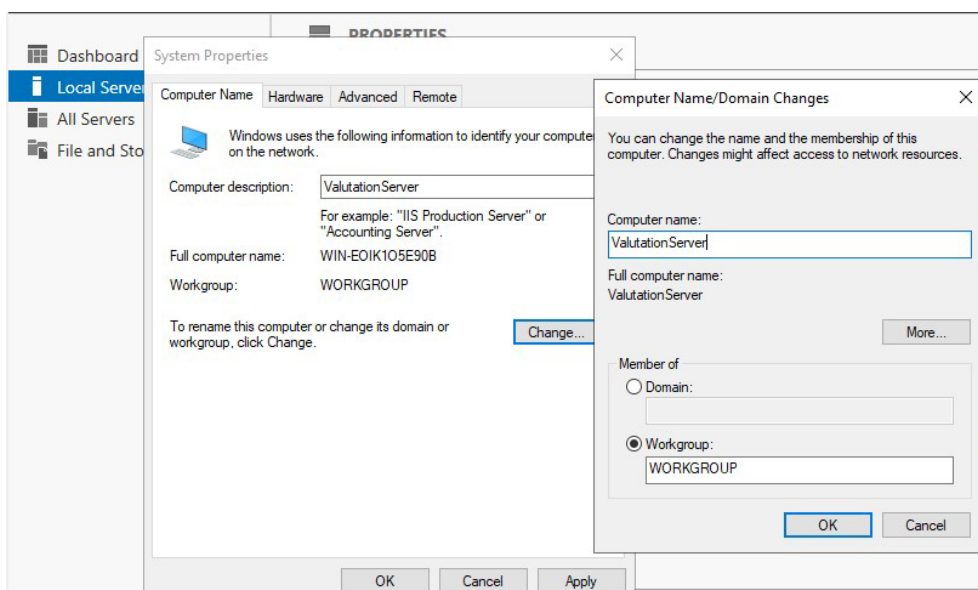 PROPERTIES
Dashboard
Local Server
All Servers
File and Sto
System Properties
Computer Name Hardware Advanced Remote
Windows uses the following information to identify your computer
on the network.
Computer description: ValutationServer
For example: "IIS Production Server" or
"Accounting Server".
Full computer name: WIN-EOIK1O5E90B
Workgroup: WORKGROUP
To rename this computer or change its domain or
workgroup, click Change.
Change...
OK Cancel Apply
Computer Name/Domain Changes
You can change the name and the membership of this
computer. Changes might affect access to network resources.
Computer name:
ValutationServer
Full computer name:
ValutationServer
More...
Member of
Domain:
Workgroup:
WORKGROUP
OK Cancel